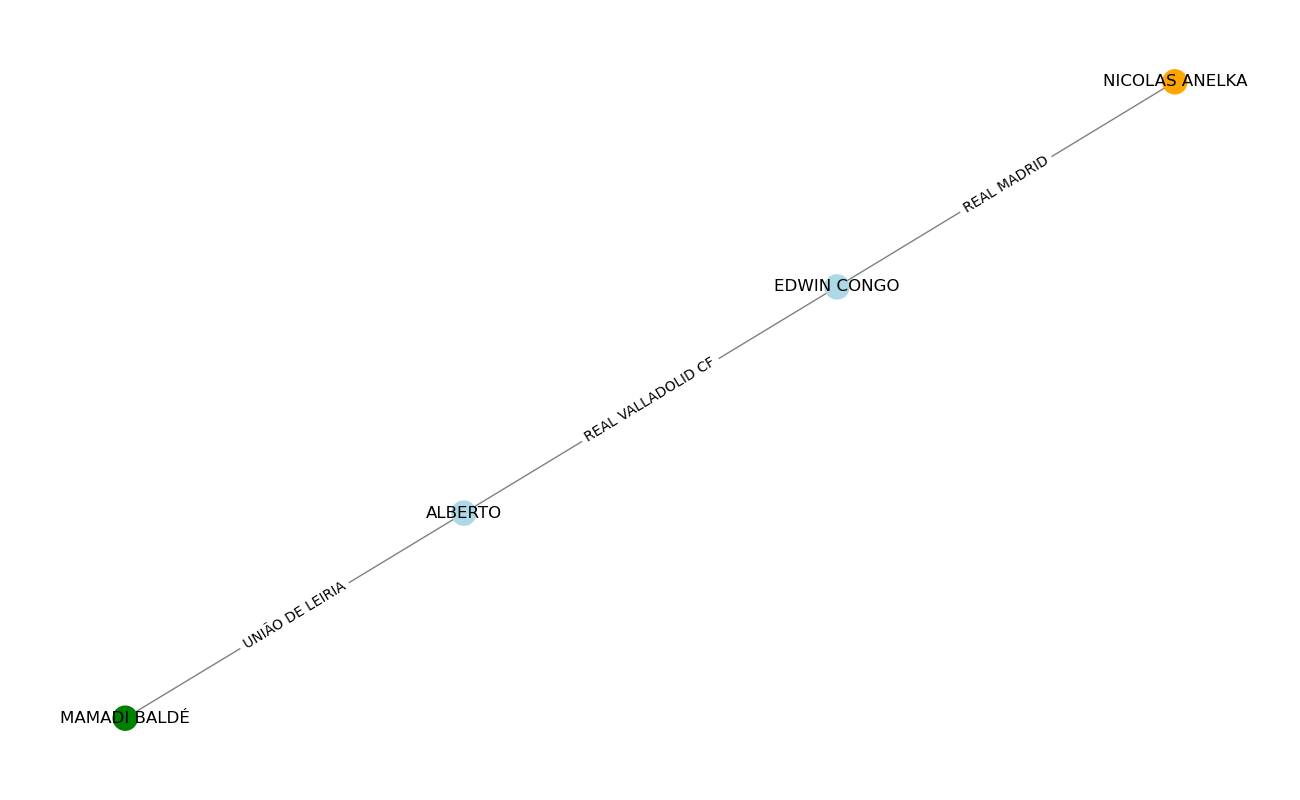 NICOLAS ANELKA
REAL MADRID
EDWIN CONGO
REAL VALLADOLID CF
ALBERTO
UNIÃO DE LEIRIA
MAMADI BALDÉ